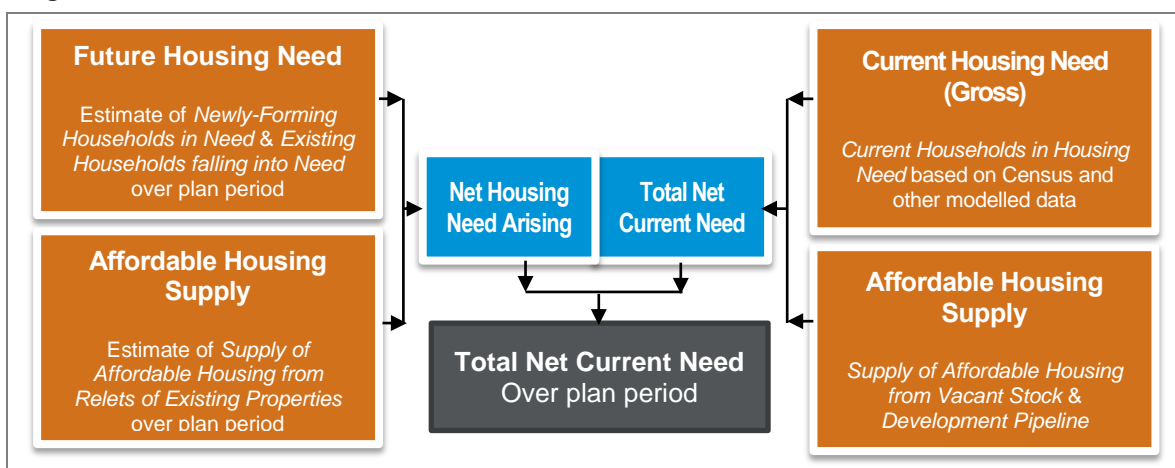 Future Housing Need
Estimate of Newly-Forming
Households in Need & Existing
Households falling into Need
over plan period
Affordable Housing
Supply
Estimate of Supply of
Affordable Housing from
Relets of Existing Properties
over plan period
Net Housing
Need Arising
Total Net
Current Need
Total Net Current Need
Over plan period
Current Housing Need
(Gross)
Current Households in Housing
Need based on Census and
other modelled data
Affordable Housing
Supply
Supply of Affordable Housing
from Vacant Stock &
Development Pipeline